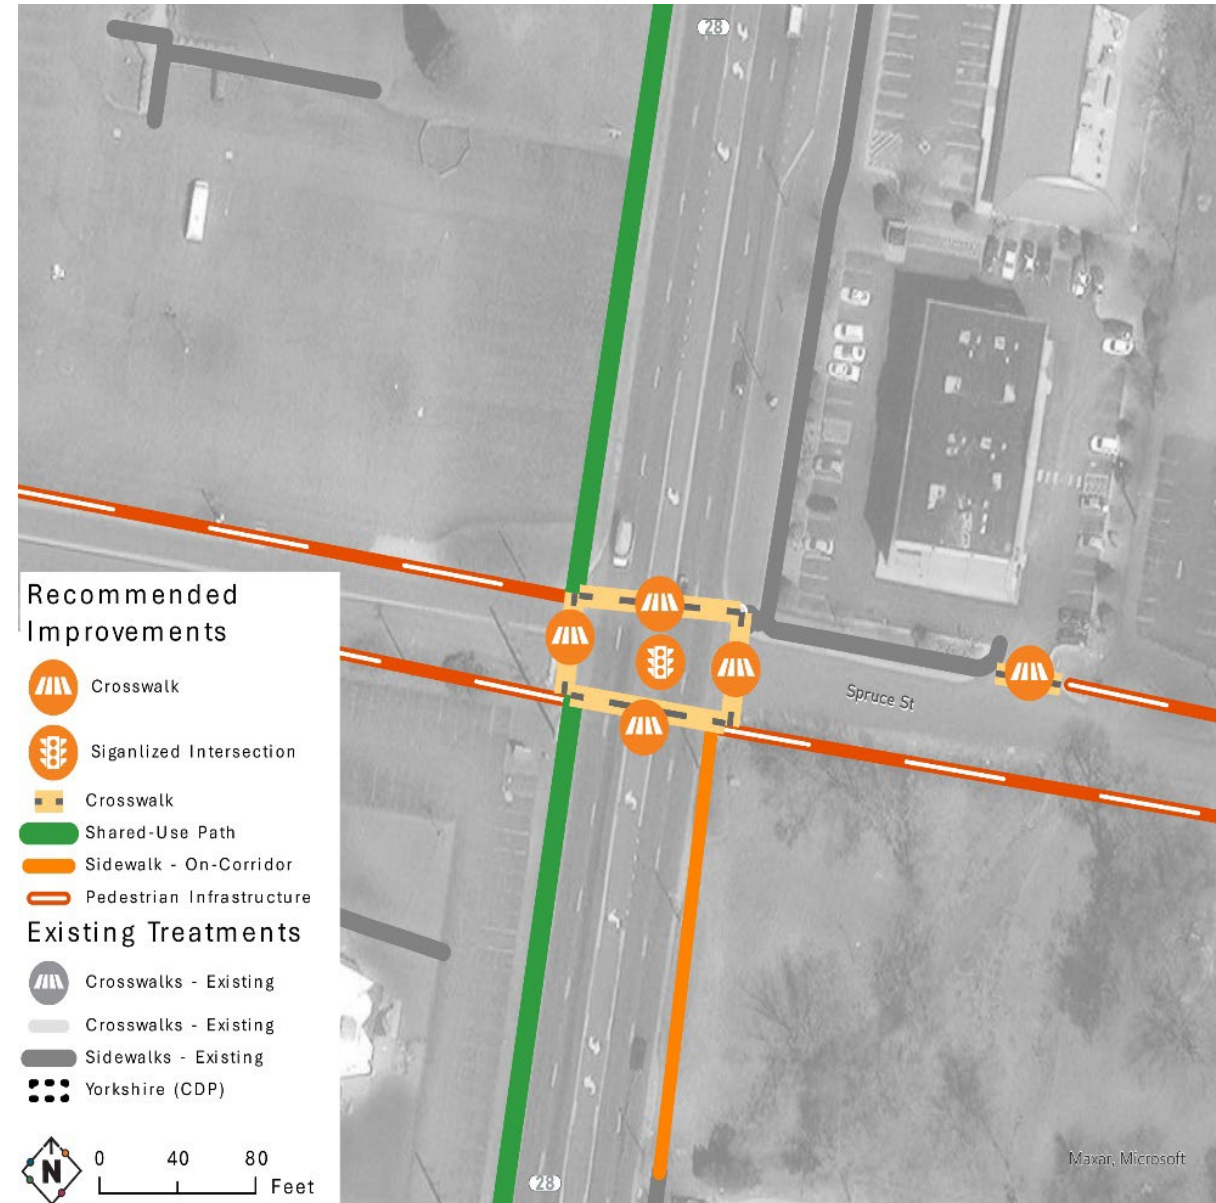 28
Spruce St
Recommended
Improvements
Crosswalk
Siganlized Intersection
Crosswalk
Shared-Use Path
Sidewalk - On-Corridor
Pedestrian Infrastructure
Existing Treatments
Crosswalks - Existing
Crosswalks - Existing
Sidewalks - Existing
Yorkshire (CDP)
N
0 40 80
Feet
28
Maxar, Microsoft